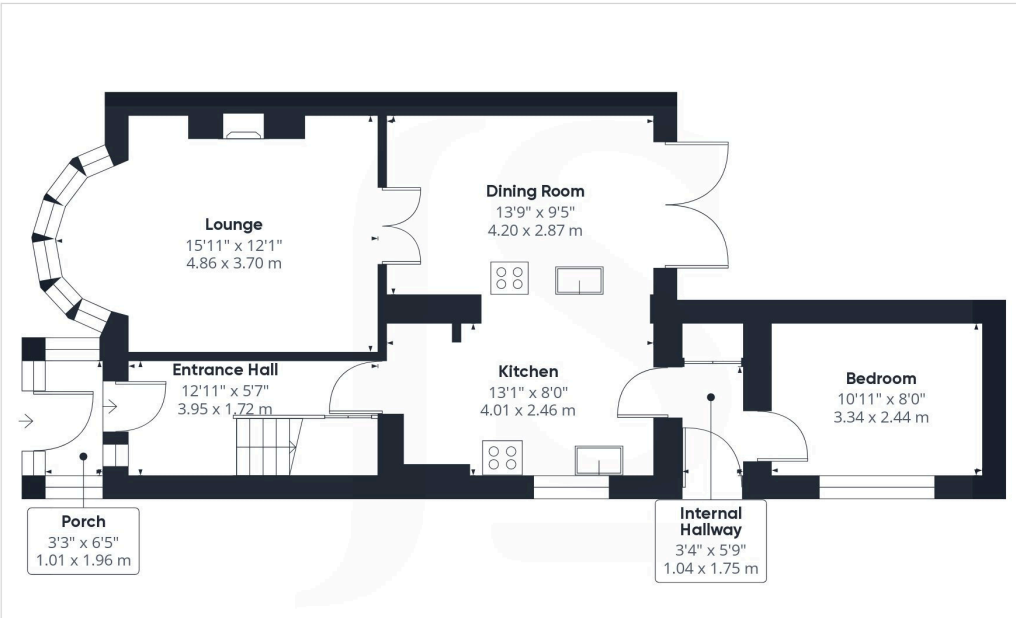 Lounge
15'11" x 12'1"
4.86 x 3.70 m
Dining Room
13'9" x 9'5"
4.20 x 2.87 m
Entrance Hall
12'11" x 5'7"
3.95 x 1.72 m
Kitchen
13'1" x 8'0"
4.01 x 2.46 m
Bedroom
10'11" x 8'0"
3.34 x 2.44 m
Porch
3'3" x 6'5"
1.01 x 1.96 m
Internal
Hallway
3'4" x 5'9"
1.04 x 1.75 m